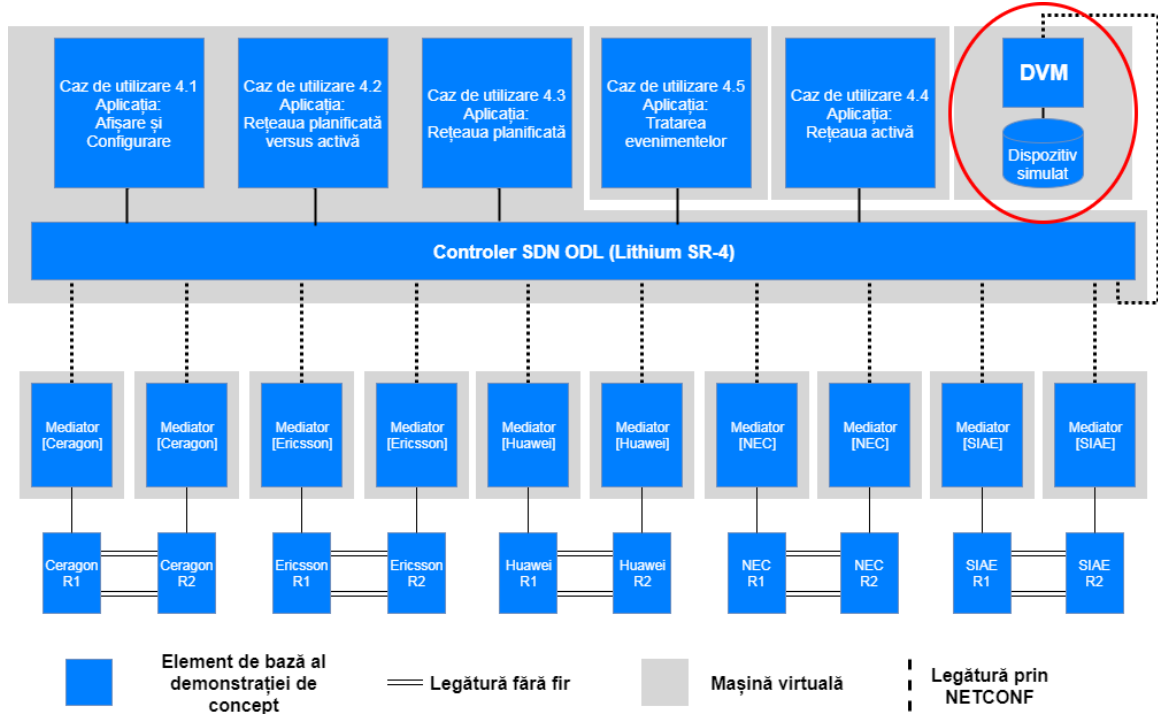 Caz de utilizare 4.1
Aplicația:
Afișare și
Configurare
Caz de utilizare 4.2
Aplicația:
Rețeaua planificată
versus activă
Caz de utilizare 4.3
Aplicația:
Rețeaua planificată
Caz de utilizare 4.5
Aplicația:
Tratarea
evenimentelor
Caz de utilizare 4.4
Aplicația:
Rețeaua activă
DVM
Dispozitiv
simulat
Controler SDN ODL (Lithium SR-4)
Mediator
[Ceragon]
Mediator
[Ceragon]
Mediator
[Ericsson]
Mediator
[Ericsson]
Mediator
[Huawei]
Mediator
[Huawei]
Mediator
[NEC]
Mediator
[NEC]
Mediator
[SIAE]
Mediator
[SIAE]
Ceragon
R1
Ceragon
R2
Ericsson
R1
Ericsson
R2
Huawei
R1
Huawei
R2
NEC
R1
NEC
R2
SIAE
R1
SIAE
R2
Element de bază al
demonstrației de
concept
Legătură fără fir
Mașină virtuală
Legătură prin
NETCONF